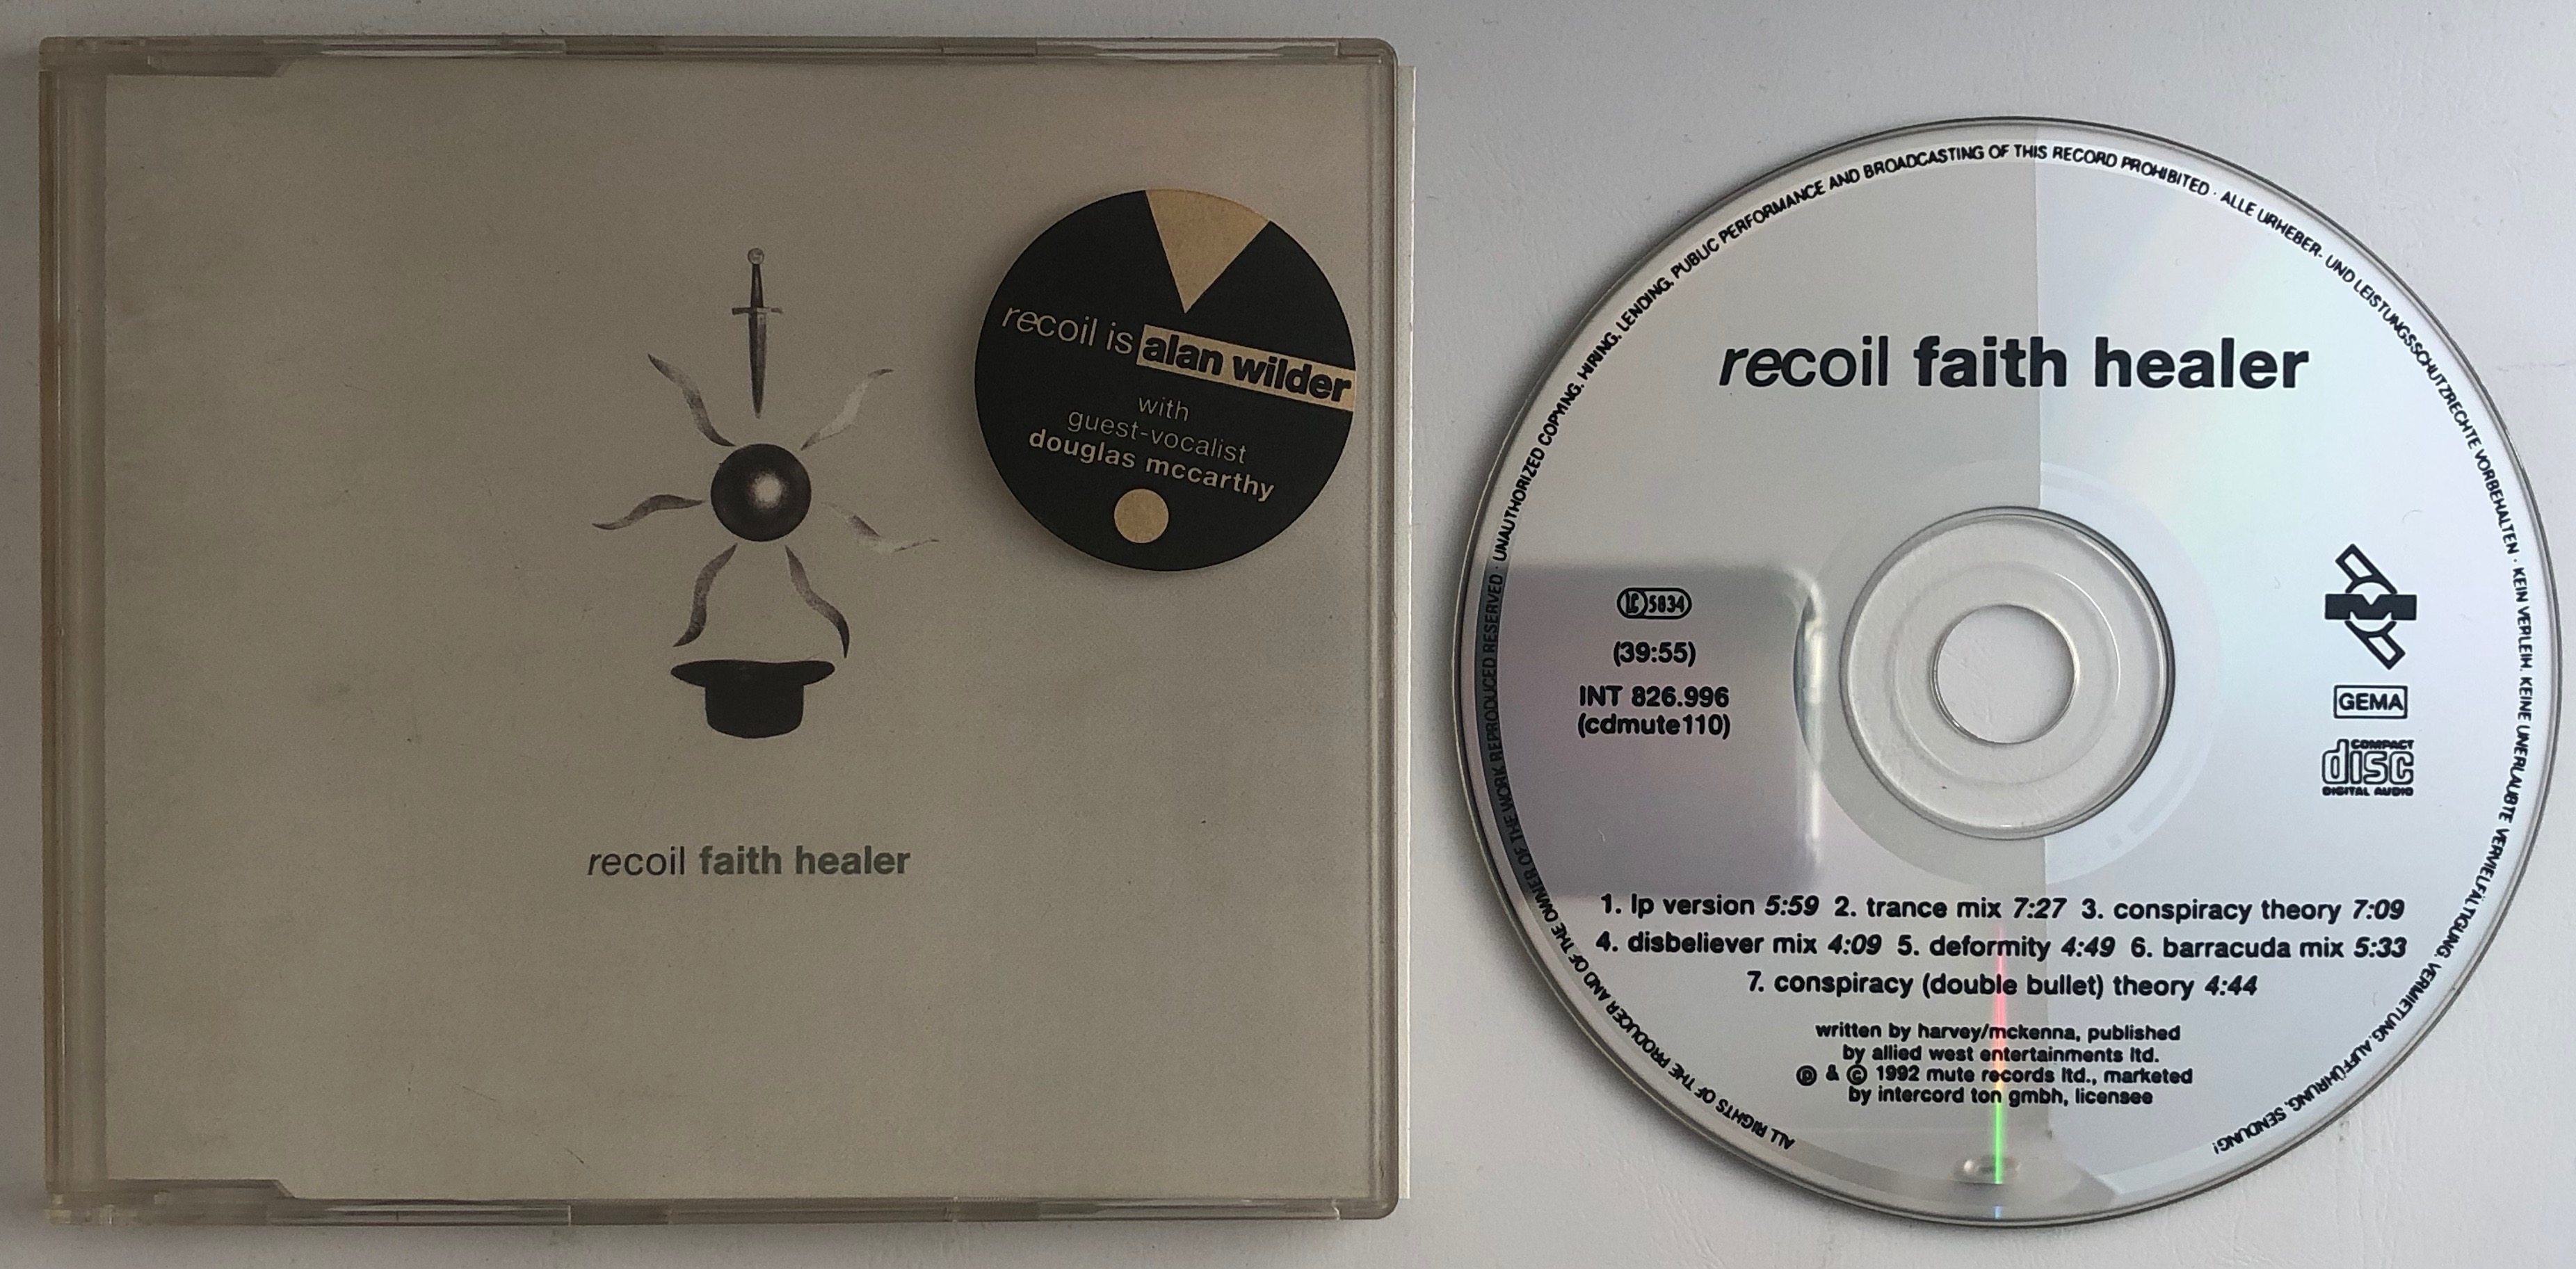 recoil is alan wilder
with
guest-vocalist
douglas mccarthy
recoil faith healer
recoil faith healer
LC 5834
(39:55)
INT 826.996
(cdmute110)
M
GEMA
COMPACT
disc
DIGITAL AUDIO
1. lp version 5:59 2. trance mix 7:27 3. conspiracy theory 7:09
4. disbeliever mix 4:09 5. deformity 4:49 6. barracuda mix 5:33
7. conspiracy (double bullet) theory 4:44
written by harvey/mckenna, published
by allied west entertainments ltd.
℗ & © 1992 mute records ltd., marketed
by intercord ton gmbh, licensee
ALL RIGHTS OF THE PRODUCER AND OF THE OWNER OF THE WORK REPRODUCED RESERVED · UNAUTHORIZED COPYING, HIRING, LENDING, PUBLIC PERFORMANCE AND BROADCASTING OF THIS RECORD PROHIBITED · ALLE URHEBER- UND LEISTUNGSSCHUTZRECHTE VORBEHALTEN · KEIN VERLEIH, KEINE UNERLAUBTE VERVIELFÄLTIGUNG, VERMIETUNG, AUFFÜHRUNG, SENDUNG!